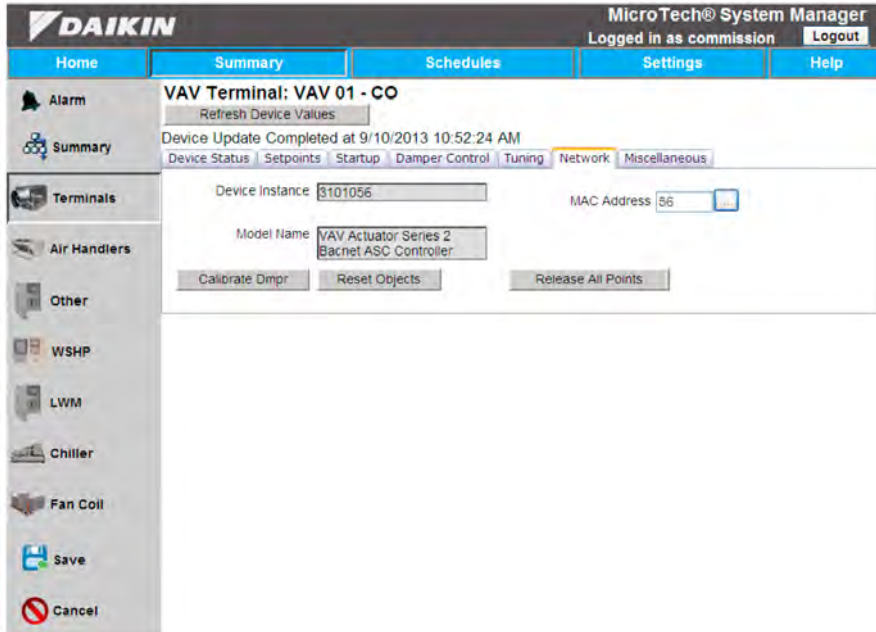 DAIKIN
MicroTech® System Manager
Logged in as commission Logout
Home Summary Schedules Settings Help
Alarm
Summary
Terminals
Air Handlers
Other
WSHP
LWM
Chiller
Fan Coil
Save
Cancel
VAV Terminal: VAV 01 - CO
Refresh Device Values
Device Update Completed at 9/10/2013 10:52:24 AM
Device Status Setpoints Startup Damper Control Tuning Network Miscellaneous
Device Instance 3101056
MAC Address 56 ...
Model Name VAV Actuator Series 2
Bacnet ASC Controller
Calibrate Dmpr Reset Objects Release All Points